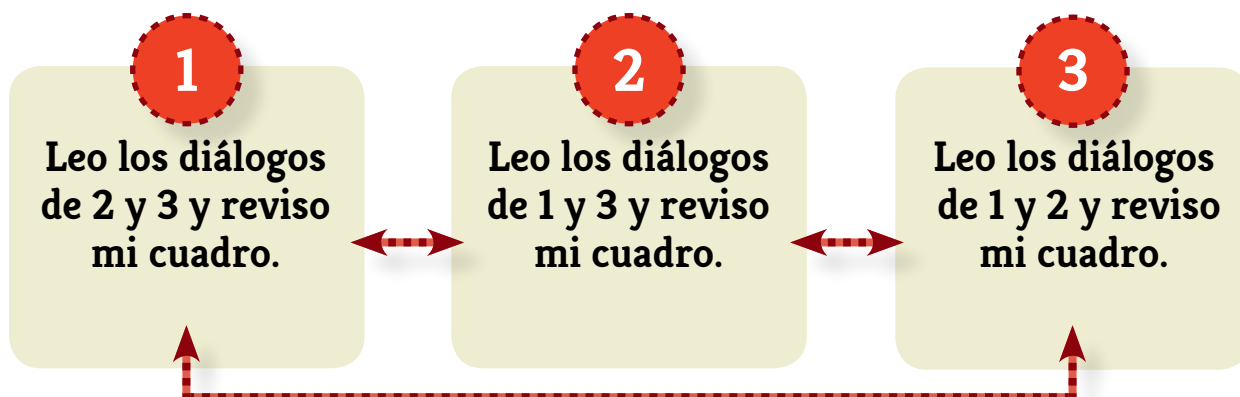 1
Leo los diálogos
de 2 y 3 y reviso
mi cuadro.
2
Leo los diálogos
de 1 y 3 y reviso
mi cuadro.
3
Leo los diálogos
de 1 y 2 y reviso
mi cuadro.